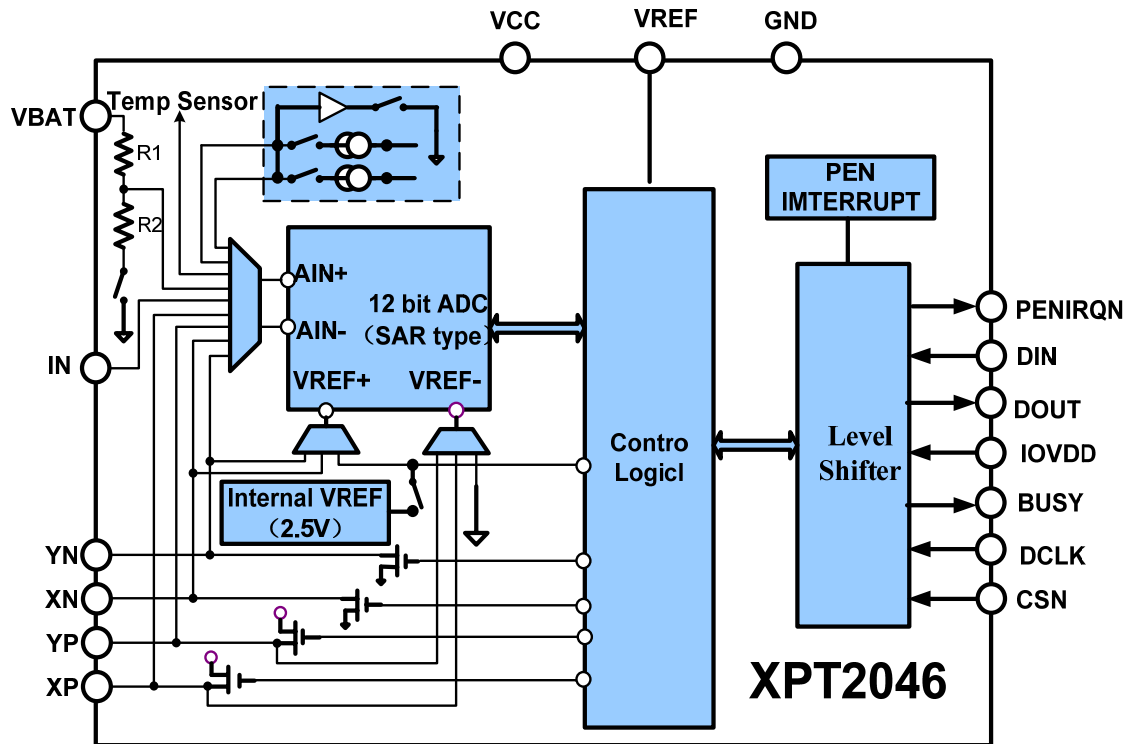 VCC
VREF
GND
VBAT
Temp Sensor
R1
R2
PEN
IMTERRUPT
AIN+
12 bit ADC
AIN-
（SAR type）
VREF+
VREF-
IN
PENIRQN
DIN
DOUT
IOVDD
BUSY
DCLK
CSN
Contro
Logicl
Level
Shifter
Internal VREF
（2.5V）
YN
XN
YP
XP
XPT2046